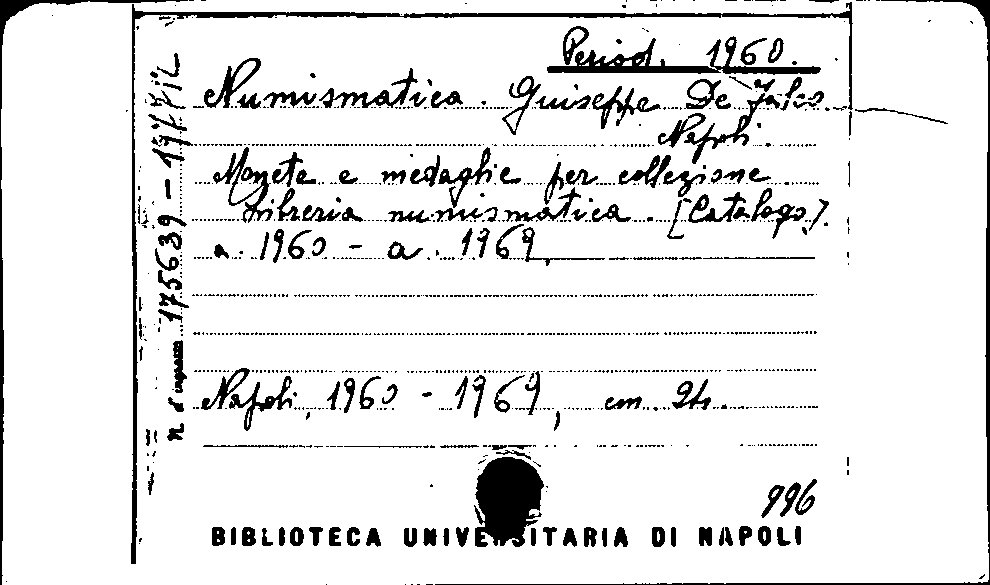 Period. 1960.
Numismatica. Giuseppe De Falco
Napoli.
Monete e medaglie per collezione.
Libreria numismatica. [Catalogo].
a. 1960 - a. 1969,
Napoli, 1960 - 1969, cm. 24.
996
BIBLIOTECA UNIVERSITARIA DI NAPOLI
n. d'ingresso 175639 -